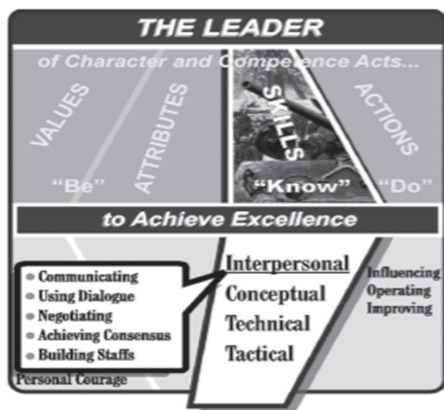 THE LEADER
of Character and Competence Acts...
VALUES
ATTRIBUTES
SKILLS
ACTIONS
“Be”
“Know”
“Do”
to Achieve Excellence
Communicating
Using Dialogue
Negotiating
Achieving Consensus
Building Staffs
Personal Courage
Interpersonal
Conceptual
Technical
Tactical
Influencing
Operating
Improving